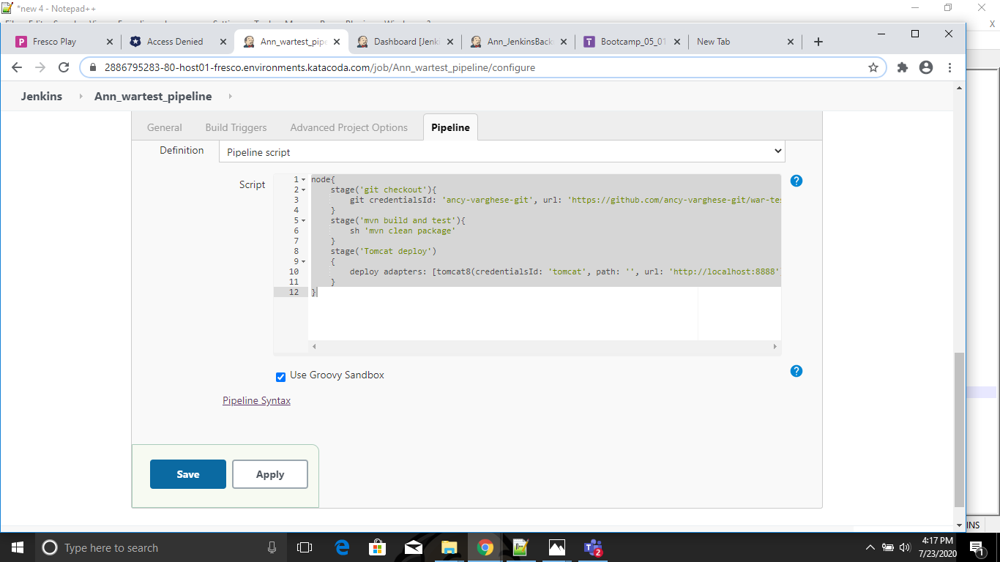 *new 4 - Notepad++
Fresco Play
Access Denied
Ann_wartest_pipe
Dashboard [Jenki
Ann_JenkinsBack
Bootcamp_05_01
New Tab
2886795283-80-host01-fresco.environments.katacoda.com/job/Ann_wartest_pipeline/configure
Jenkins
Ann_wartest_pipeline
General
Build Triggers
Advanced Project Options
Pipeline
Definition
Pipeline script
Script
1 node{
2 stage('git checkout'){
3 git credentialsId: 'ancy-varghese-git', url: 'https://github.com/ancy-varghese-git/war-tes
4 }
5 stage('mvn build and test'){
6 sh 'mvn clean package'
7 }
8 stage('Tomcat deploy')
9 {
10 deploy adapters: [tomcat8(credentialsId: 'tomcat', path: '', url: 'http://localhost:8888'
11 }
12 }
Use Groovy Sandbox
Pipeline Syntax
Save
Apply
INS
Type here to search
2
4:17 PM
7/23/2020
1